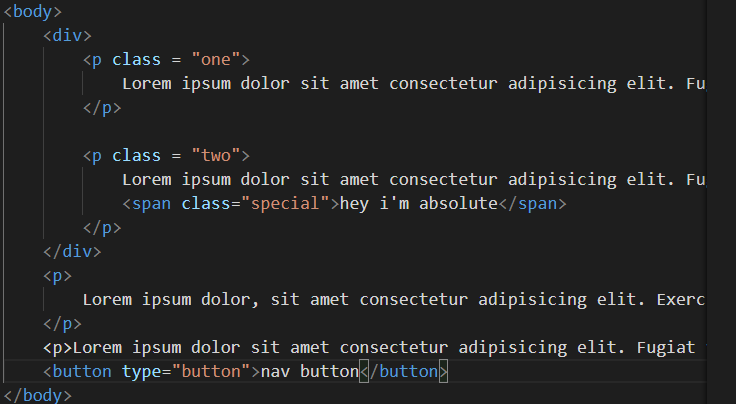 <body>
<div>
<p class = "one">
Lorem ipsum dolor sit amet consectetur adipisicing elit.
</p>
<p class = "two">
Lorem ipsum dolor sit amet consectetur adipisicing elit.
<span class="special">hey i'm absolute</span>
</p>
</div>
<p>
Lorem ipsum dolor, sit amet consectetur adipisicing elit. Exerc
</p>
<p>Lorem ipsum dolor sit amet consectetur adipisicing elit. Fugiat
<button type="button">nav button</button>
</body>